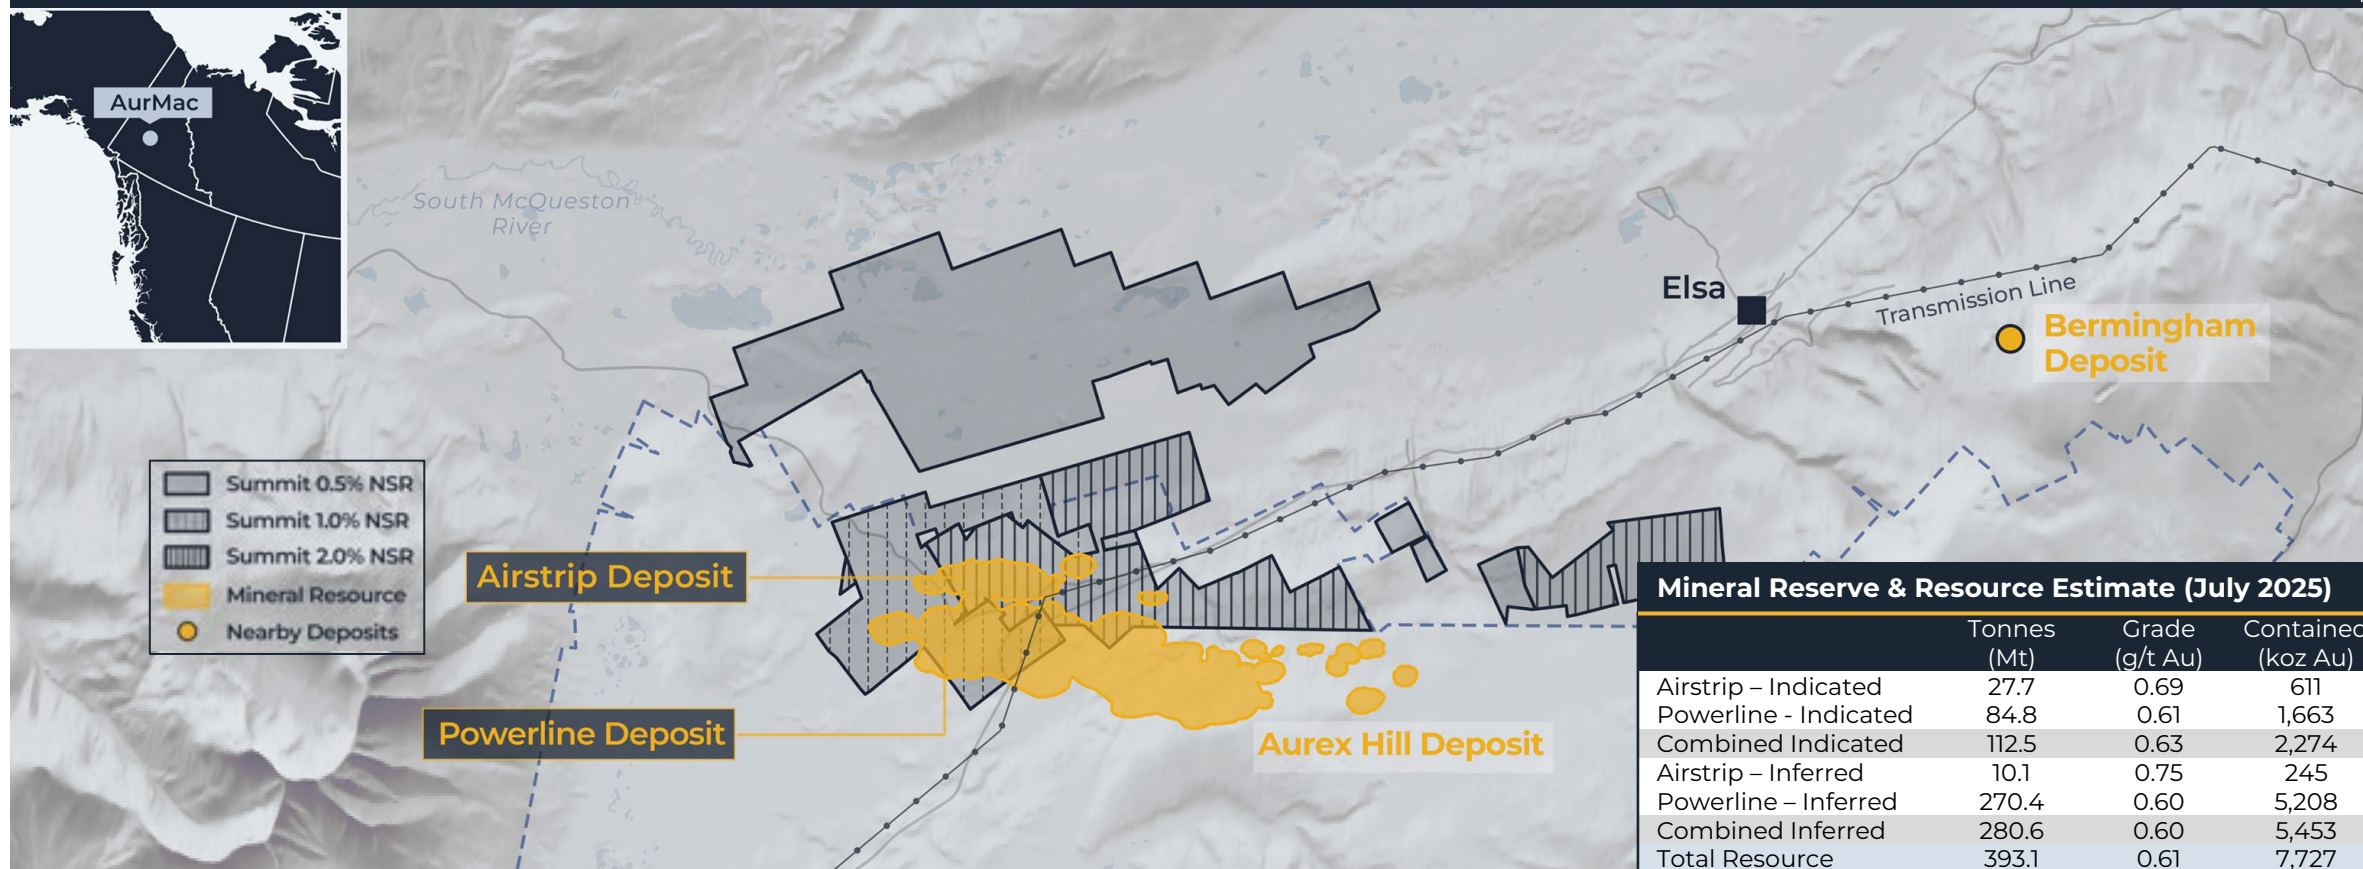 AurMac
South McQueston
River
Elsa
Transmission Line
Bermingham
Deposit
Summit 0.5% NSR
Summit 1.0% NSR
Summit 2.0% NSR
Mineral Resource
Nearby Deposits
Airstrip Deposit
Powerline Deposit
Aurex Hill Deposit
Mineral Reserve & Resource Estimate (July 2025)
Tonnes Grade Contained
(Mt) (g/t Au) (koz Au)
Airstrip – Indicated 27.7 0.69 611
Powerline - Indicated 84.8 0.61 1,663
Combined Indicated 112.5 0.63 2,274
Airstrip – Inferred 10.1 0.75 245
Powerline – Inferred 270.4 0.60 5,208
Combined Inferred 280.6 0.60 5,453
Total Resource 393.1 0.61 7,727